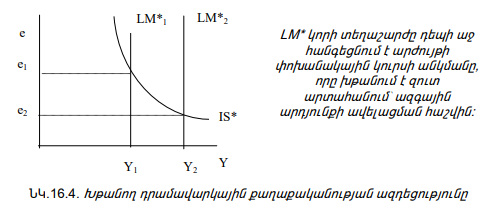 LM*₁
LM*₂
e
e₁
e₂
IS*
Y₁
Y₂
Y
LM* կորի տեղաշարժը դեպի աջ
հանգեցնում է արժույթի
փոխանակային կուրսի անկմանը,
որը խթանում է զուտ
արտահանում՝ ազգային
արդյունքի ավելացման հաշվին:
ՆԿ.16.4. Խթանող դրամավարկային քաղաքականության ազդեցությունը